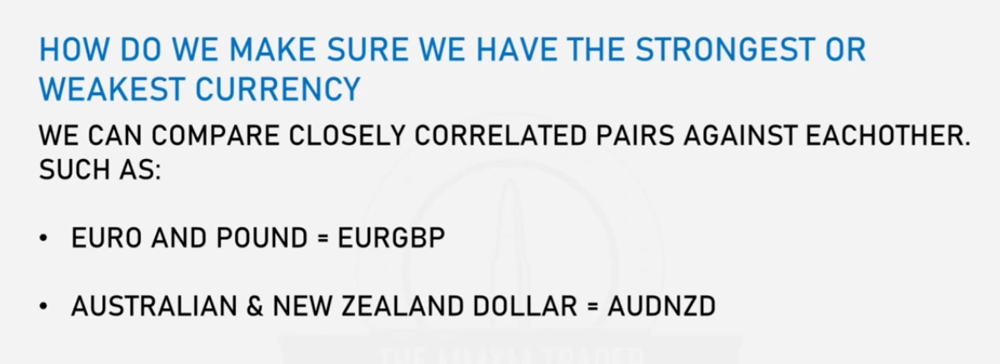 HOW DO WE MAKE SURE WE HAVE THE STRONGEST OR
WEAKEST CURRENCY
WE CAN COMPARE CLOSELY CORRELATED PAIRS AGAINST EACHOTHER.
SUCH AS:
• EURO AND POUND = EURGBP
• AUSTRALIAN & NEW ZEALAND DOLLAR = AUDNZD
THE TRADER